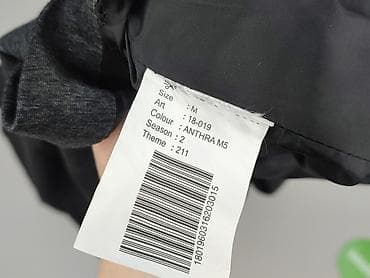 Size : M
Art : 18-019
Colour : ANTHRA M5
Season : 2
Theme : 211
1801960316203015